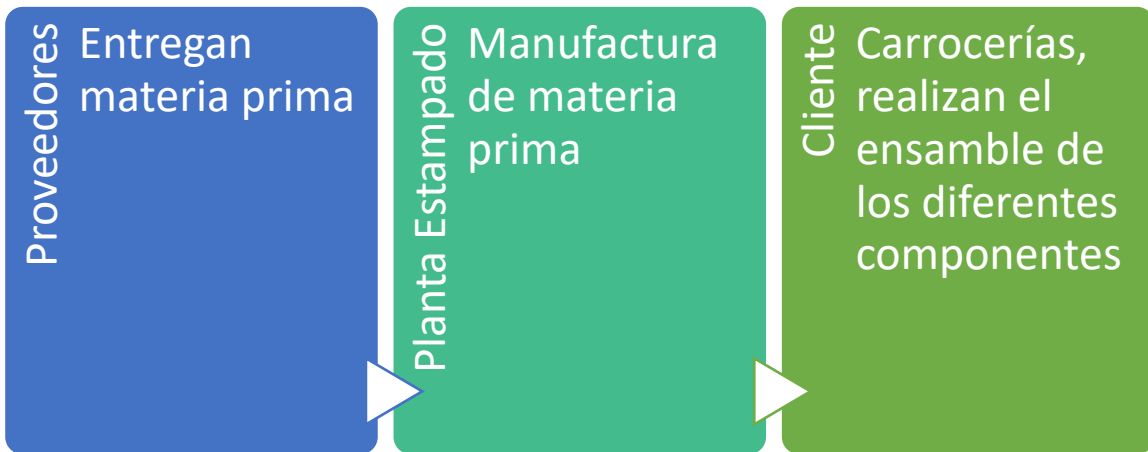 Proveedores
Entregan
materia prima
Planta Estampado
Manufactura
de materia
prima
Cliente
Carrocerías,
realizan el
ensamble de
los diferentes
componentes